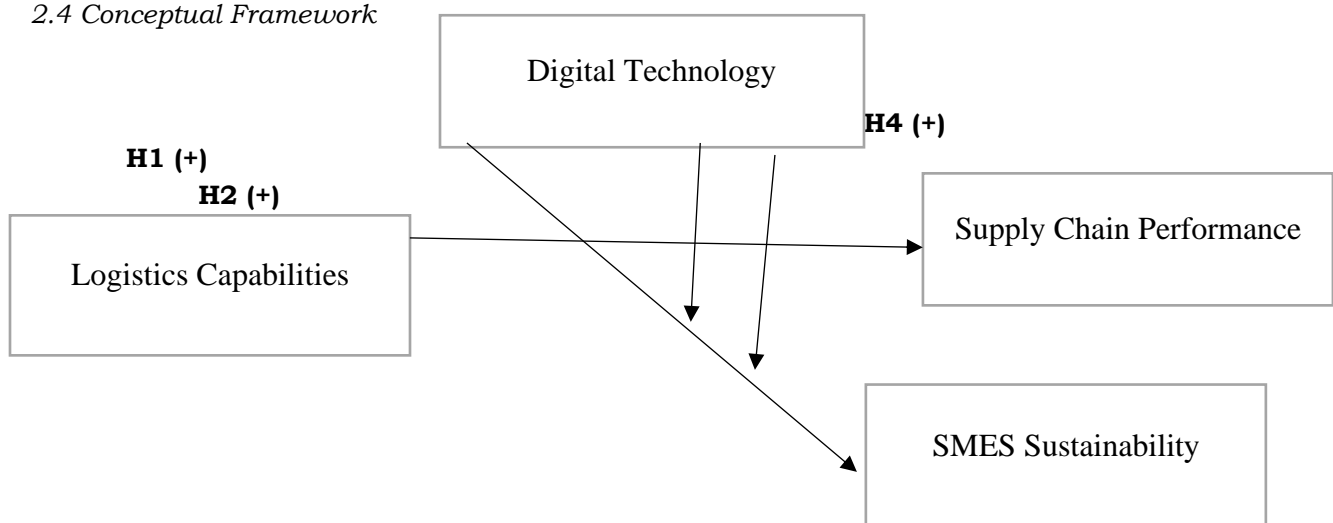 2.4 Conceptual Framework
Digital Technology
H4 (+)
H1 (+)
H2 (+)
Supply Chain Performance
Logistics Capabilities
SMES Sustainability